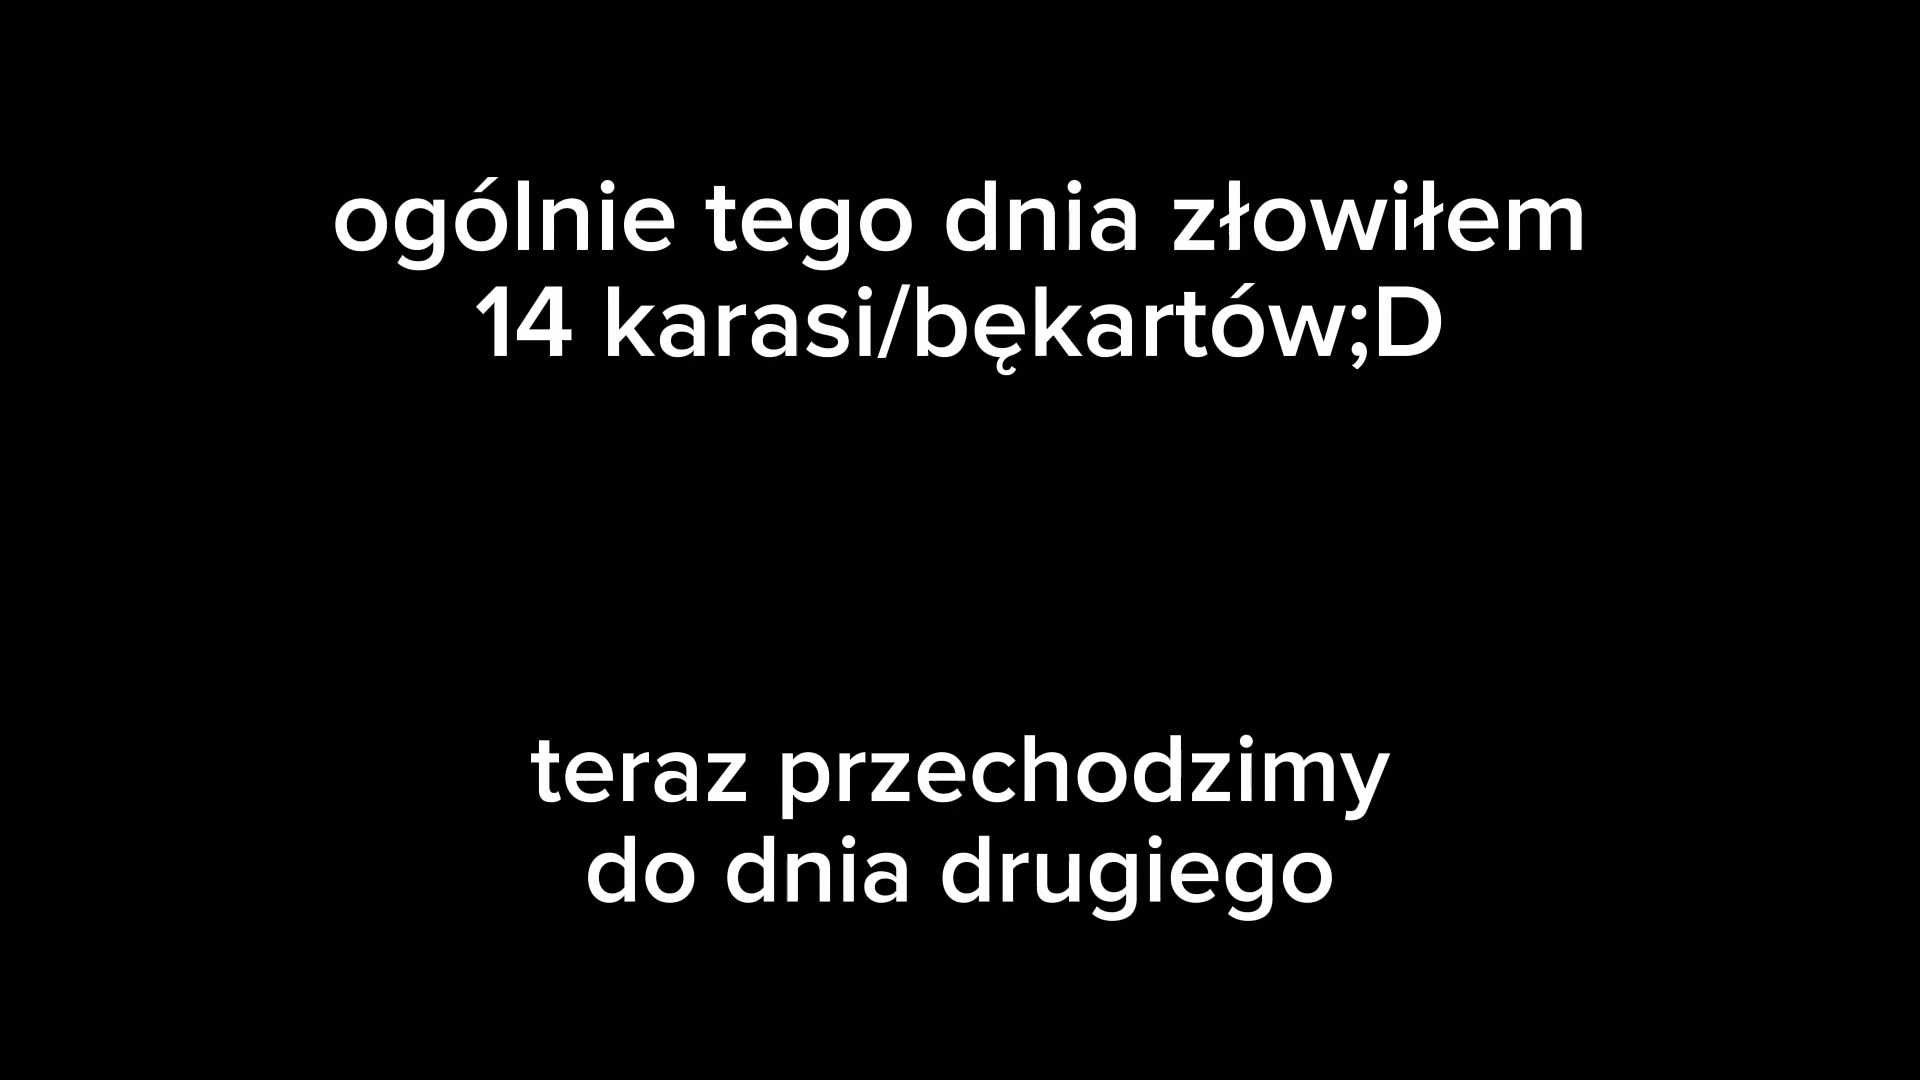 ogólnie tego dnia złowiłem
14 karasi/bękartów;D
teraz przechodzimy
do dnia drugiego